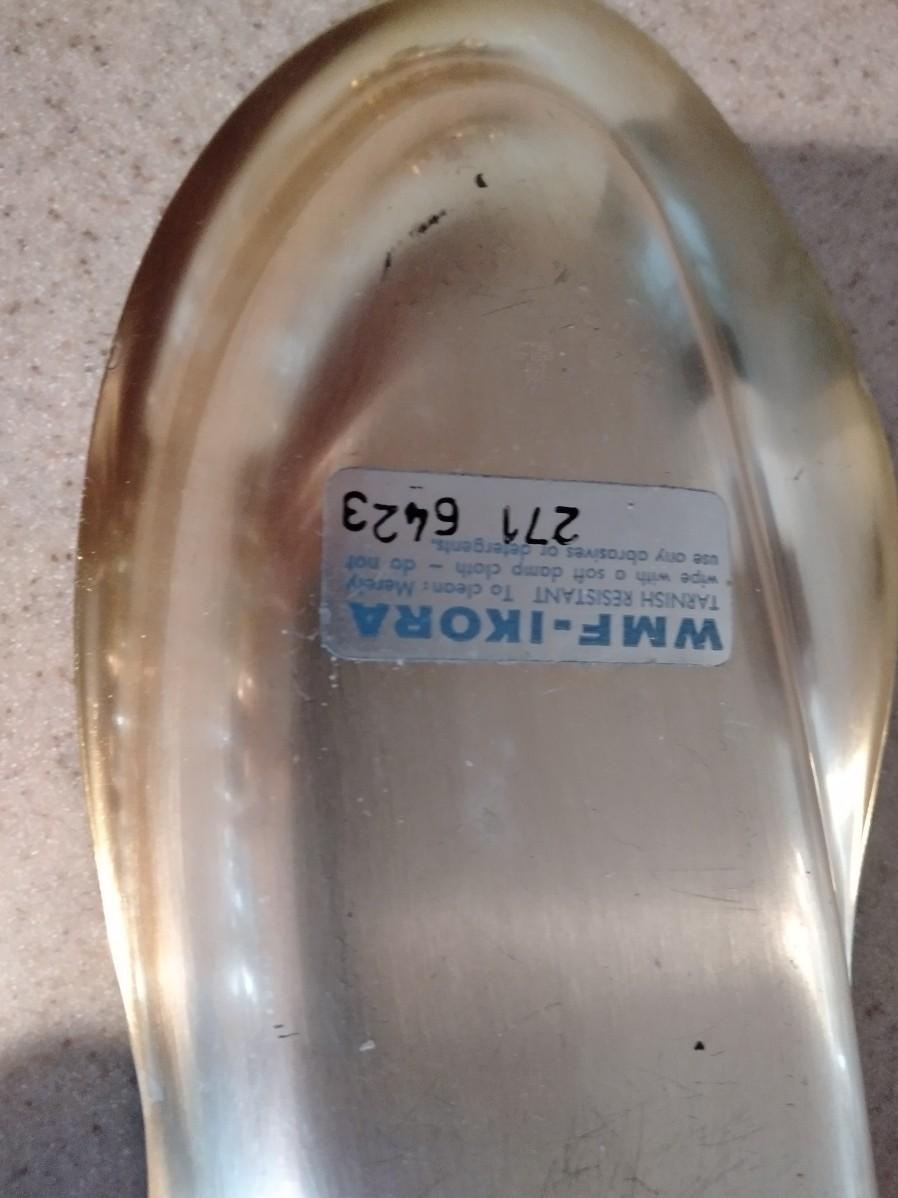 WMF-IKORA
TARNISH RESISTANT To clean: Merely
wipe with a soft damp cloth – do not
use any abrasives or detergents.
271 6423